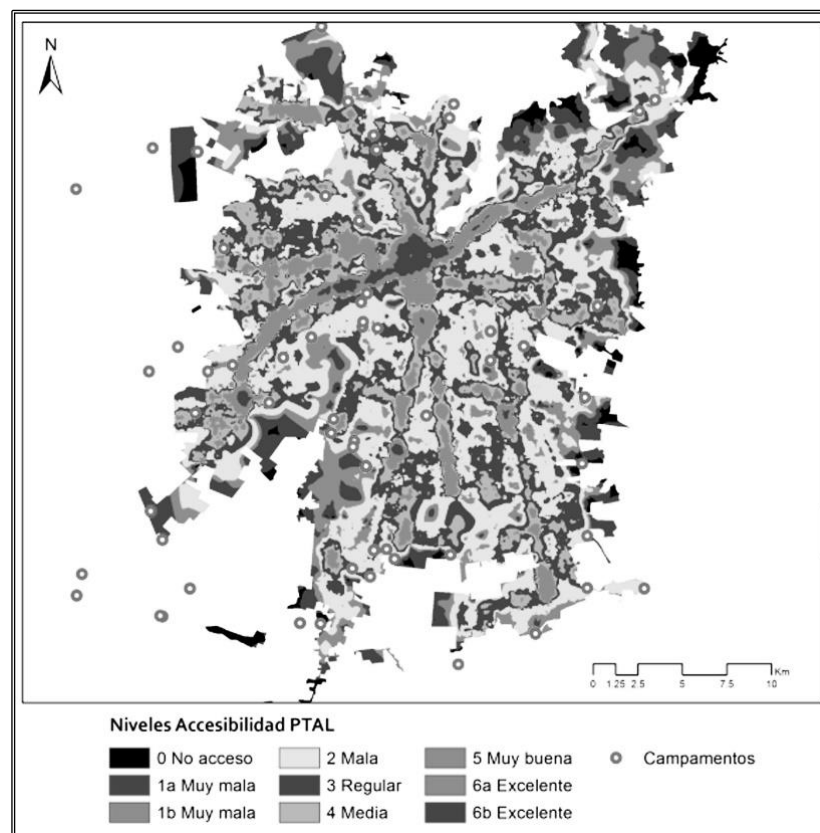 N
Km
0 1.25 2.5 5 7.5 10
Niveles Accesibilidad PTAL
0 No acceso 2 Mala 5 Muy buena Campamentos
1a Muy mala 3 Regular 6a Excelente
1b Muy mala 4 Media 6b Excelente